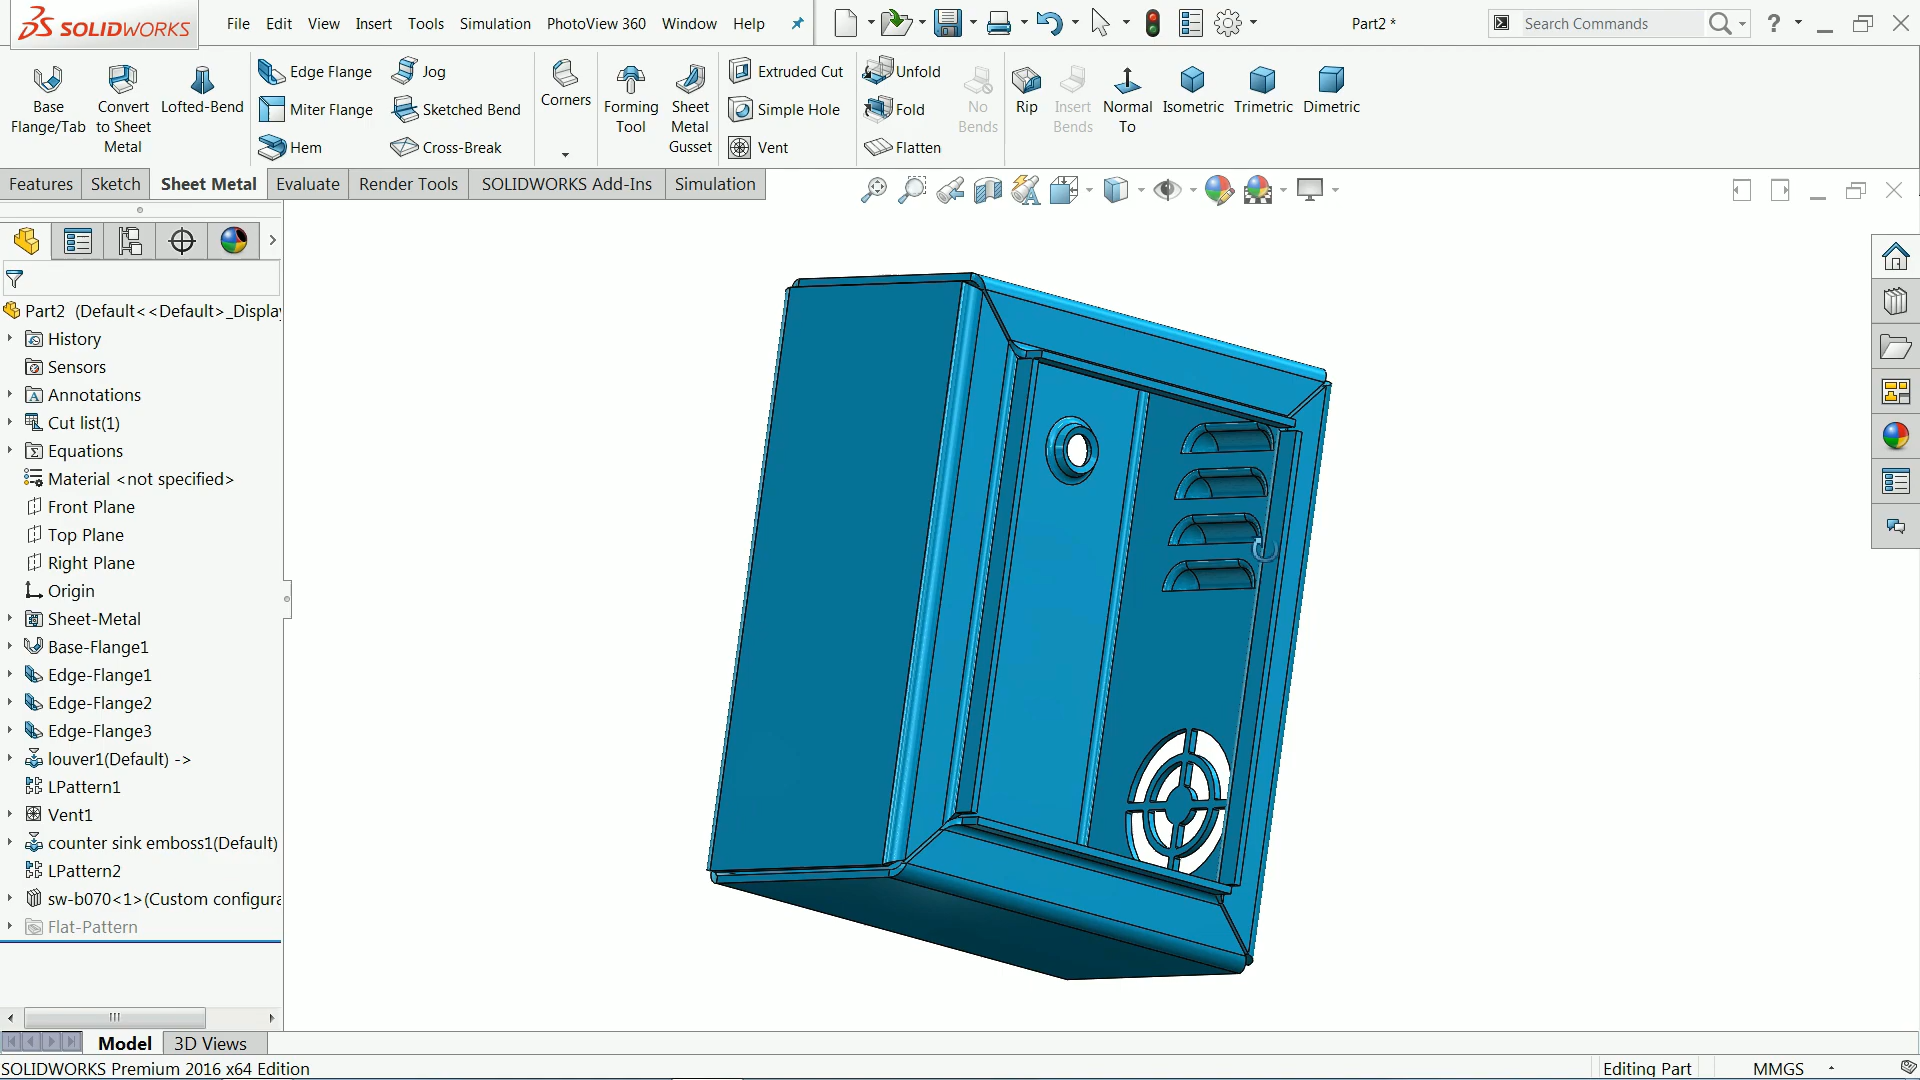 SOLIDWORKS File Edit View Insert Tools Simulation PhotoView 360 Window Help Part2 * Search Commands ?
Base Flange/Tab
Convert to Sheet Metal
Lofted-Bend
Edge Flange
Miter Flange
Hem
Jog
Sketched Bend
Cross-Break
Corners
Forming Tool
Sheet Metal Gusset
Extruded Cut
Simple Hole
Vent
Unfold
Fold
Flatten
No Bends
Rip
Insert Bends
Normal To
Isometric
Trimetric
Dimetric
Features Sketch Sheet Metal Evaluate Render Tools SOLIDWORKS Add-Ins Simulation
Part2 (Default<<Default>_Displa
History
Sensors
Annotations
Cut list(1)
Equations
Material <not specified>
Front Plane
Top Plane
Right Plane
Origin
Sheet-Metal
Base-Flange1
Edge-Flange1
Edge-Flange2
Edge-Flange3
louver1(Default) ->
LPattern1
Vent1
counter sink emboss1(Default)
LPattern2
sw-b070<1>(Custom configura
Flat-Pattern
Model 3D Views
SOLIDWORKS Premium 2016 x64 Edition Editing Part MMGS